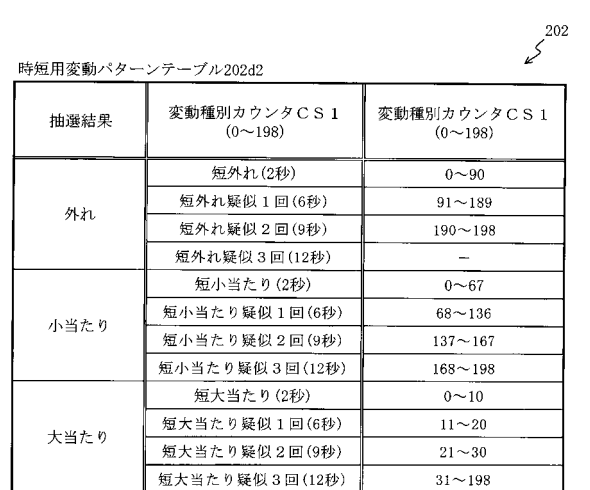 202
時短用変動パターンテーブル202d2
抽選結果 変動種別カウンタCS1 変動種別カウンタCS1
(0～198) (0～198)
外れ
短外れ(2秒) 0～90
短外れ疑似1回(6秒) 91～189
短外れ疑似2回(9秒) 190～198
短外れ疑似3回(12秒) －
小当たり
短小当たり(2秒) 0～67
短小当たり疑似1回(6秒) 68～136
短小当たり疑似2回(9秒) 137～167
短小当たり疑似3回(12秒) 168～198
大当たり
短大当たり(2秒) 0～10
短大当たり疑似1回(6秒) 11～20
短大当たり疑似2回(9秒) 21～30
短大当たり疑似3回(12秒) 31～198